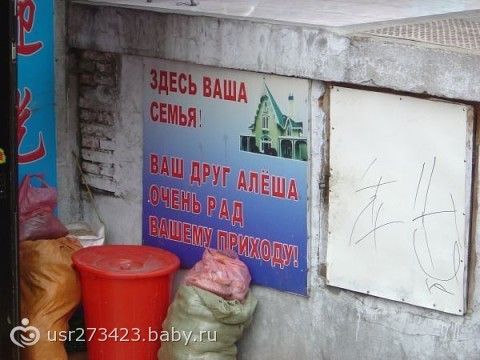 ЗДЕСЬ ВАША
СЕМЬЯ!
ВАШ ДРУГ АЛЁША
ОЧЕНЬ РАД
ВАШЕМУ ПРИХОДУ!
usr273423.baby.ru